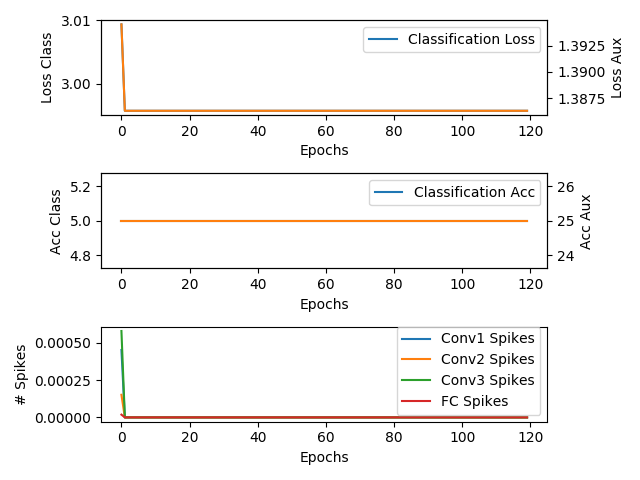 3.01
3.00
Loss Class
Classification Loss
1.3925
1.3900
1.3875
Loss Aux
0 20 40 60 80 100 120
Epochs
5.2
5.0
4.8
Acc Class
Classification Acc
26
25
24
Acc Aux
0 20 40 60 80 100 120
Epochs
0.00050
0.00025
0.00000
# Spikes
Conv1 Spikes
Conv2 Spikes
Conv3 Spikes
FC Spikes
0 20 40 60 80 100 120
Epochs